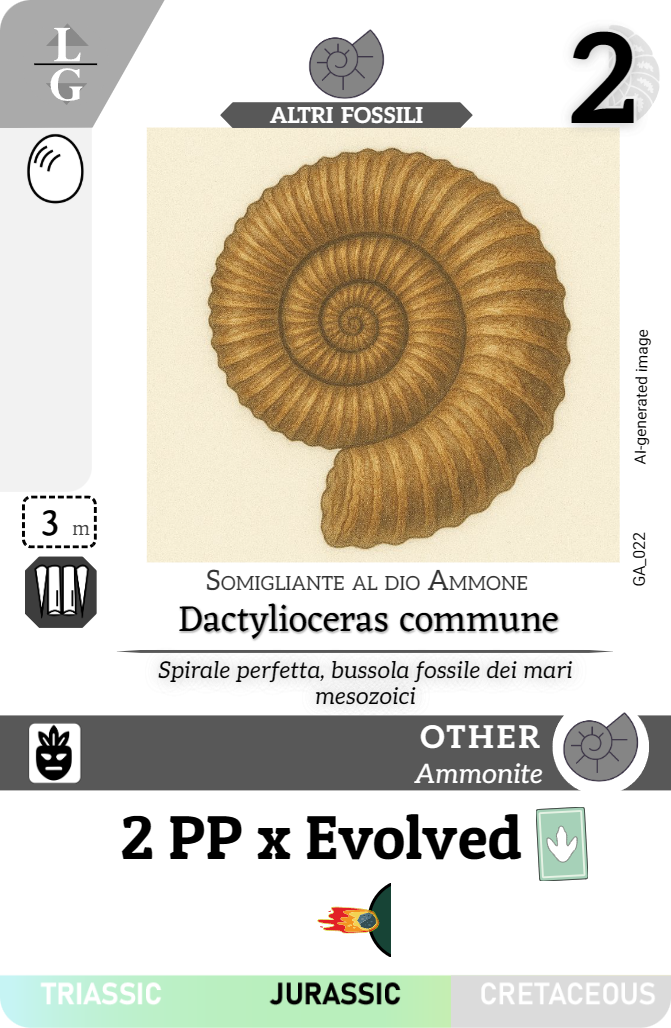 L
G
2
ALTRI FOSSILI
AI-generated image
GA_022
3 m
Somigliante al dio Ammone
Dactylioceras commune
Spirale perfetta, bussola fossile dei mari
mesozoici
OTHER
Ammonite
2 PP x Evolved
TRIASSIC JURASSIC CRETACEOUS